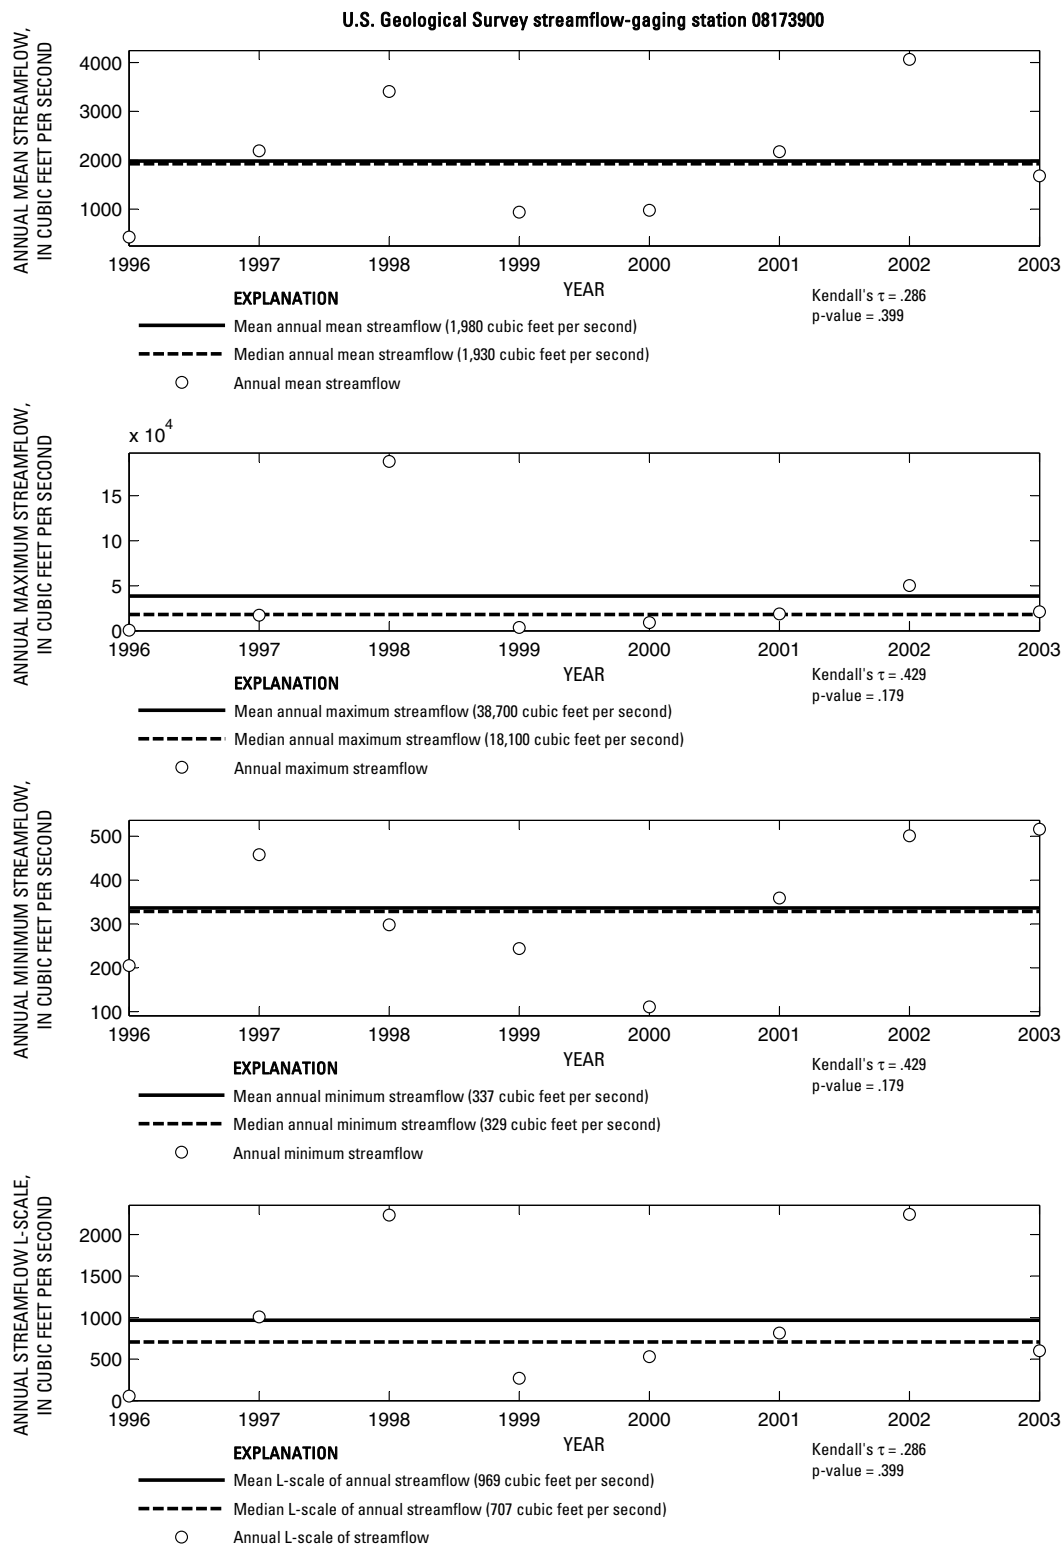 U.S. Geological Survey streamflow-gaging station 08173900
ANNUAL MEAN STREAMFLOW,
IN CUBIC FEET PER SECOND
4000
3000
2000
1000
1996 1997 1998 1999 2000 2001 2002 2003
YEAR
Kendall's τ = .286
p-value = .399
EXPLANATION
Mean annual mean streamflow (1,980 cubic feet per second)
Median annual mean streamflow (1,930 cubic feet per second)
Annual mean streamflow
ANNUAL MAXIMUM STREAMFLOW,
IN CUBIC FEET PER SECOND
x 10^4
15
10
5
0
1996 1997 1998 1999 2000 2001 2002 2003
YEAR
Kendall's τ = .429
p-value = .179
EXPLANATION
Mean annual maximum streamflow (38,700 cubic feet per second)
Median annual maximum streamflow (18,100 cubic feet per second)
Annual maximum streamflow
ANNUAL MINIMUM STREAMFLOW,
IN CUBIC FEET PER SECOND
500
400
300
200
100
1996 1997 1998 1999 2000 2001 2002 2003
YEAR
Kendall's τ = .429
p-value = .179
EXPLANATION
Mean annual minimum streamflow (337 cubic feet per second)
Median annual minimum streamflow (329 cubic feet per second)
Annual minimum streamflow
ANNUAL STREAMFLOW L-SCALE,
IN CUBIC FEET PER SECOND
2000
1500
1000
500
0
1996 1997 1998 1999 2000 2001 2002 2003
YEAR
Kendall's τ = .286
p-value = .399
EXPLANATION
Mean L-scale of annual streamflow (969 cubic feet per second)
Median L-scale of annual streamflow (707 cubic feet per second)
Annual L-scale of streamflow